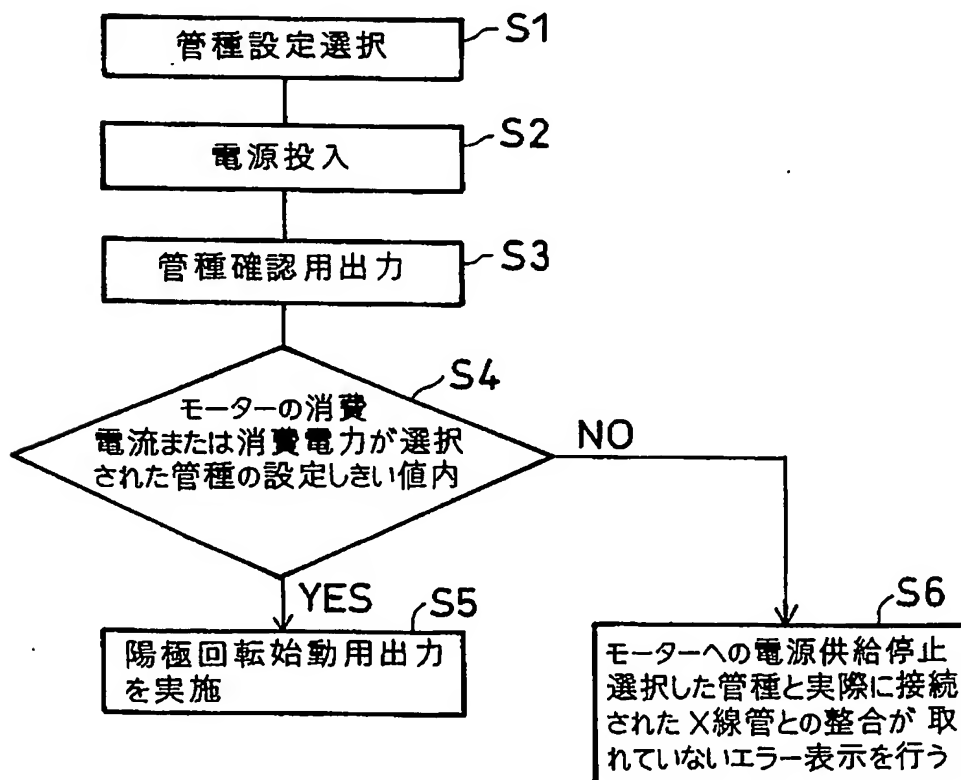 管種設定選択
S1
電源投入
S2
管種確認用出力
S3
S4
モーターの消費
電流または消費電力が選択
された管種の設定しきい値内
NO
YES
S5
陽極回転始動用出力
を実施
S6
モーターへの電源供給停止
選択した管種と実際に接続
されたX線管との整合が取
れていないエラー表示を行う